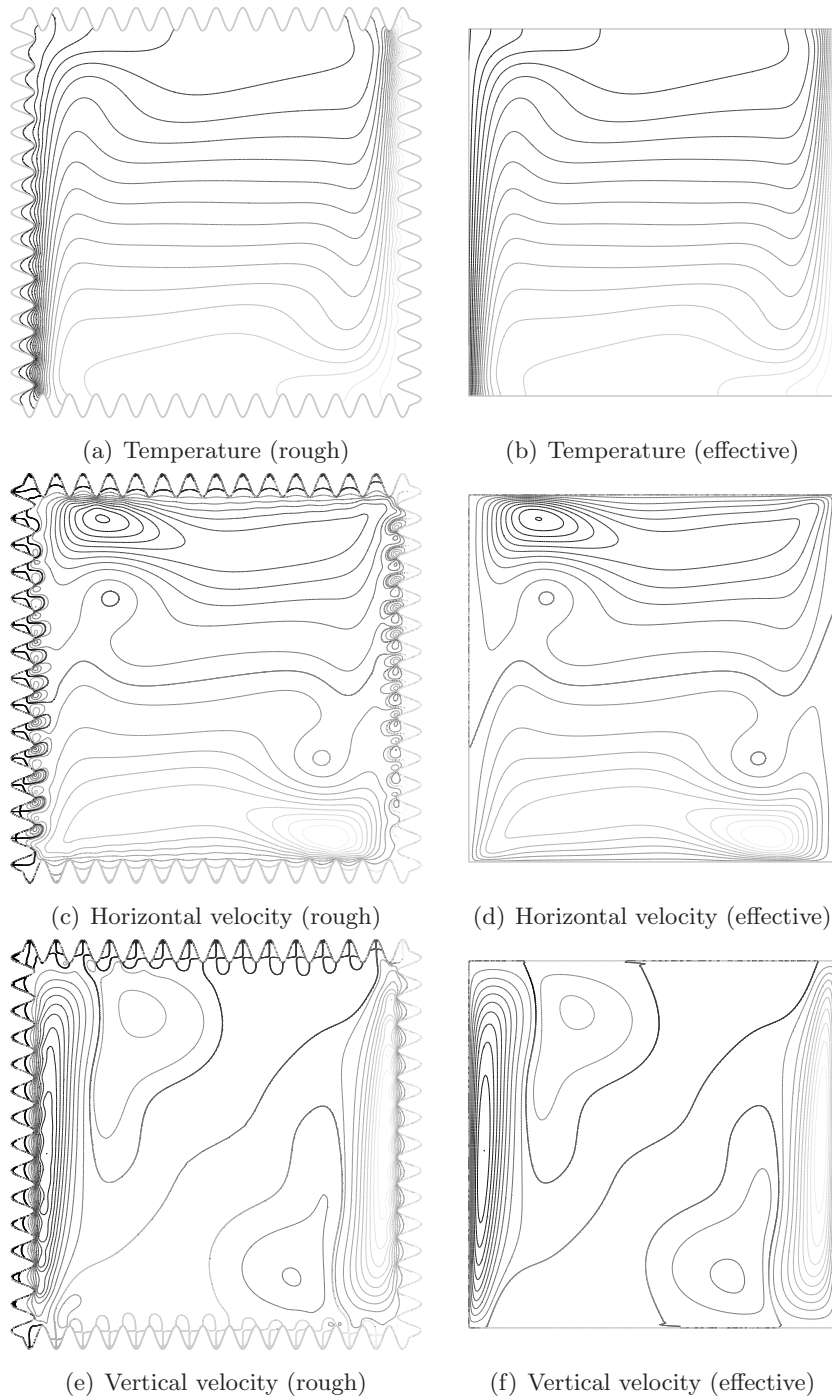 (a) Temperature (rough)
(b) Temperature (effective)
(c) Horizontal velocity (rough)
(d) Horizontal velocity (effective)
(e) Vertical velocity (rough)
(f) Vertical velocity (effective)